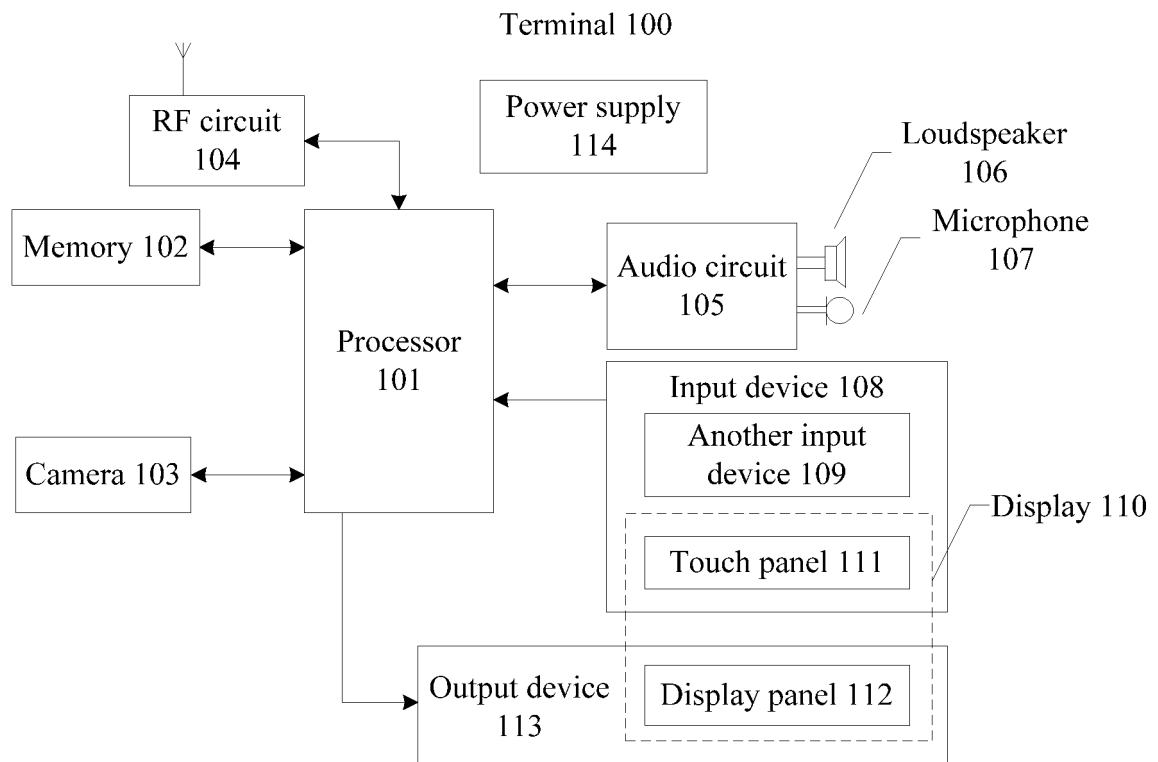 Terminal 100
RF circuit
104
Power supply
114
Loudspeaker
106
Memory 102
Microphone
107
Audio circuit
105
Processor
101
Input device 108
Another input
device 109
Camera 103
Display 110
Touch panel 111
Output device
113
Display panel 112